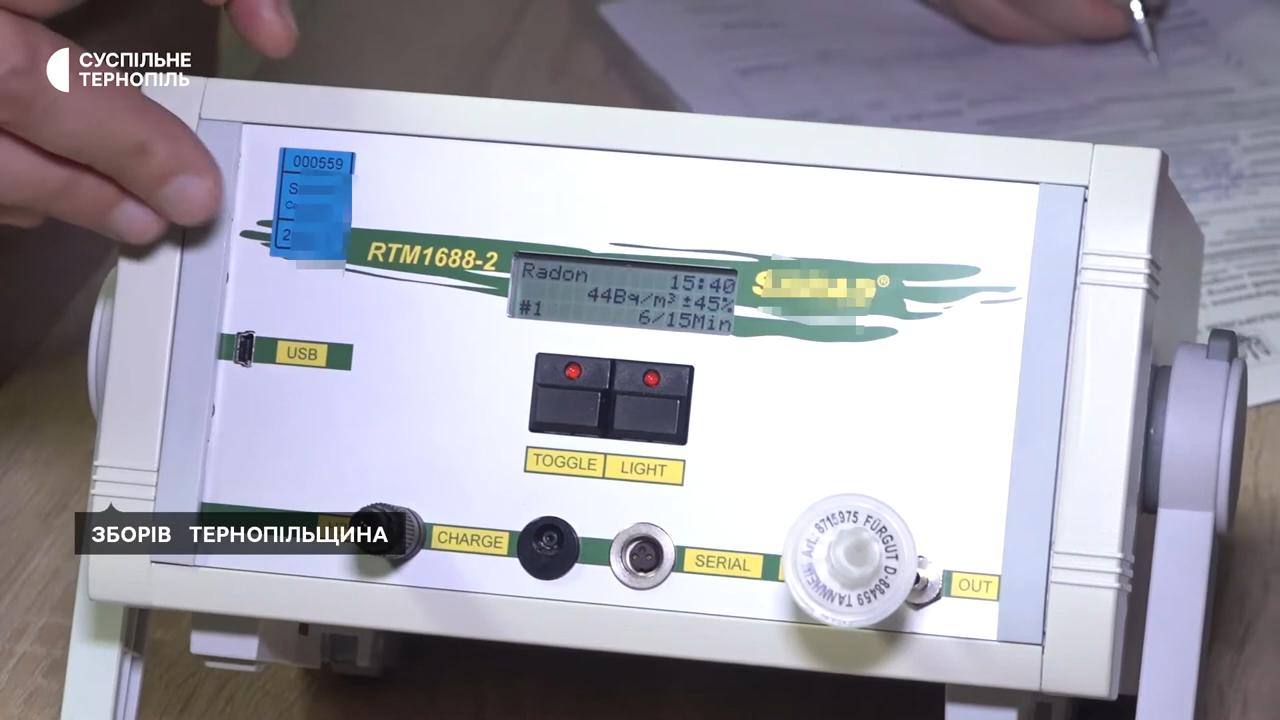 СУСПІЛЬНЕ
ТЕРНОПІЛЬ
000559
RTM1688-2
Radon 15:40
44Bq/m³ ±45%
#1 6/15Min
USB
TOGGLE LIGHT
ЗБОРІВ ТЕРНОПІЛЬЩИНА
CHARGE
SERIAL
Art. 8715975 FÜRGUT D-88459 TANNHEIM
OUT